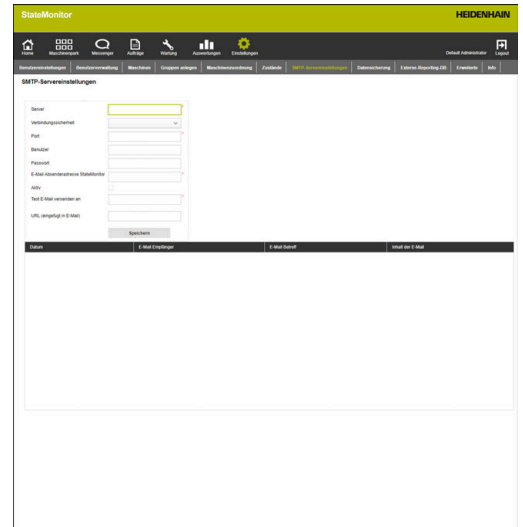 StateMonitor HEIDENHAIN
Home Maschinenpark Messenger Aufträge Wartung Auswertungen Einstellungen Default Administrator Logout
Benutzereinstellungen Benutzerverwaltung Maschinen Gruppen anlegen Maschinenzuordnung Zustände SMTP-Servereinstellungen Datensicherung Externe-Reporting-DB Erweitert Info
SMTP-Servereinstellungen
Server *
Verbindungssicherheit
Port *
Benutzer
Passwort
E-Mail Absenderadresse StateMonitor *
Aktiv
Test E-Mail versenden an *
URL (eingefügt in E-Mail)
Speichern
Datum E-Mail Empfänger E-Mail Betreff Inhalt der E-Mail